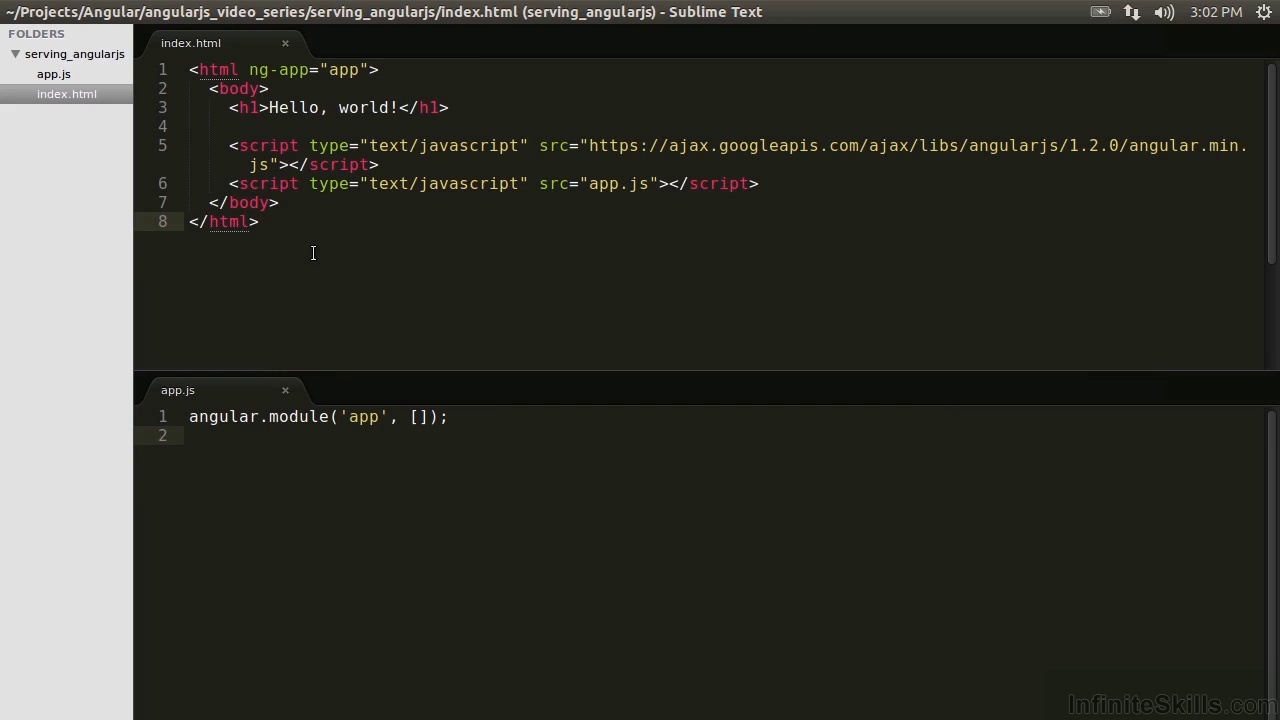 ~/Projects/Angular/angularjs_video_series/serving_angularjs/index.html (serving_angularjs) - Sublime Text
3:02 PM
FOLDERS
serving_angularjs
app.js
index.html
index.html ×
1 <html ng-app="app">
2 <body>
3 <h1>Hello, world!</h1>
4
5 <script type="text/javascript" src="https://ajax.googleapis.com/ajax/libs/angularjs/1.2.0/angular.min.
js"></script>
6 <script type="text/javascript" src="app.js"></script>
7 </body>
8 </html>
app.js ×
1 angular.module('app', []);
2
InfiniteSkills.com